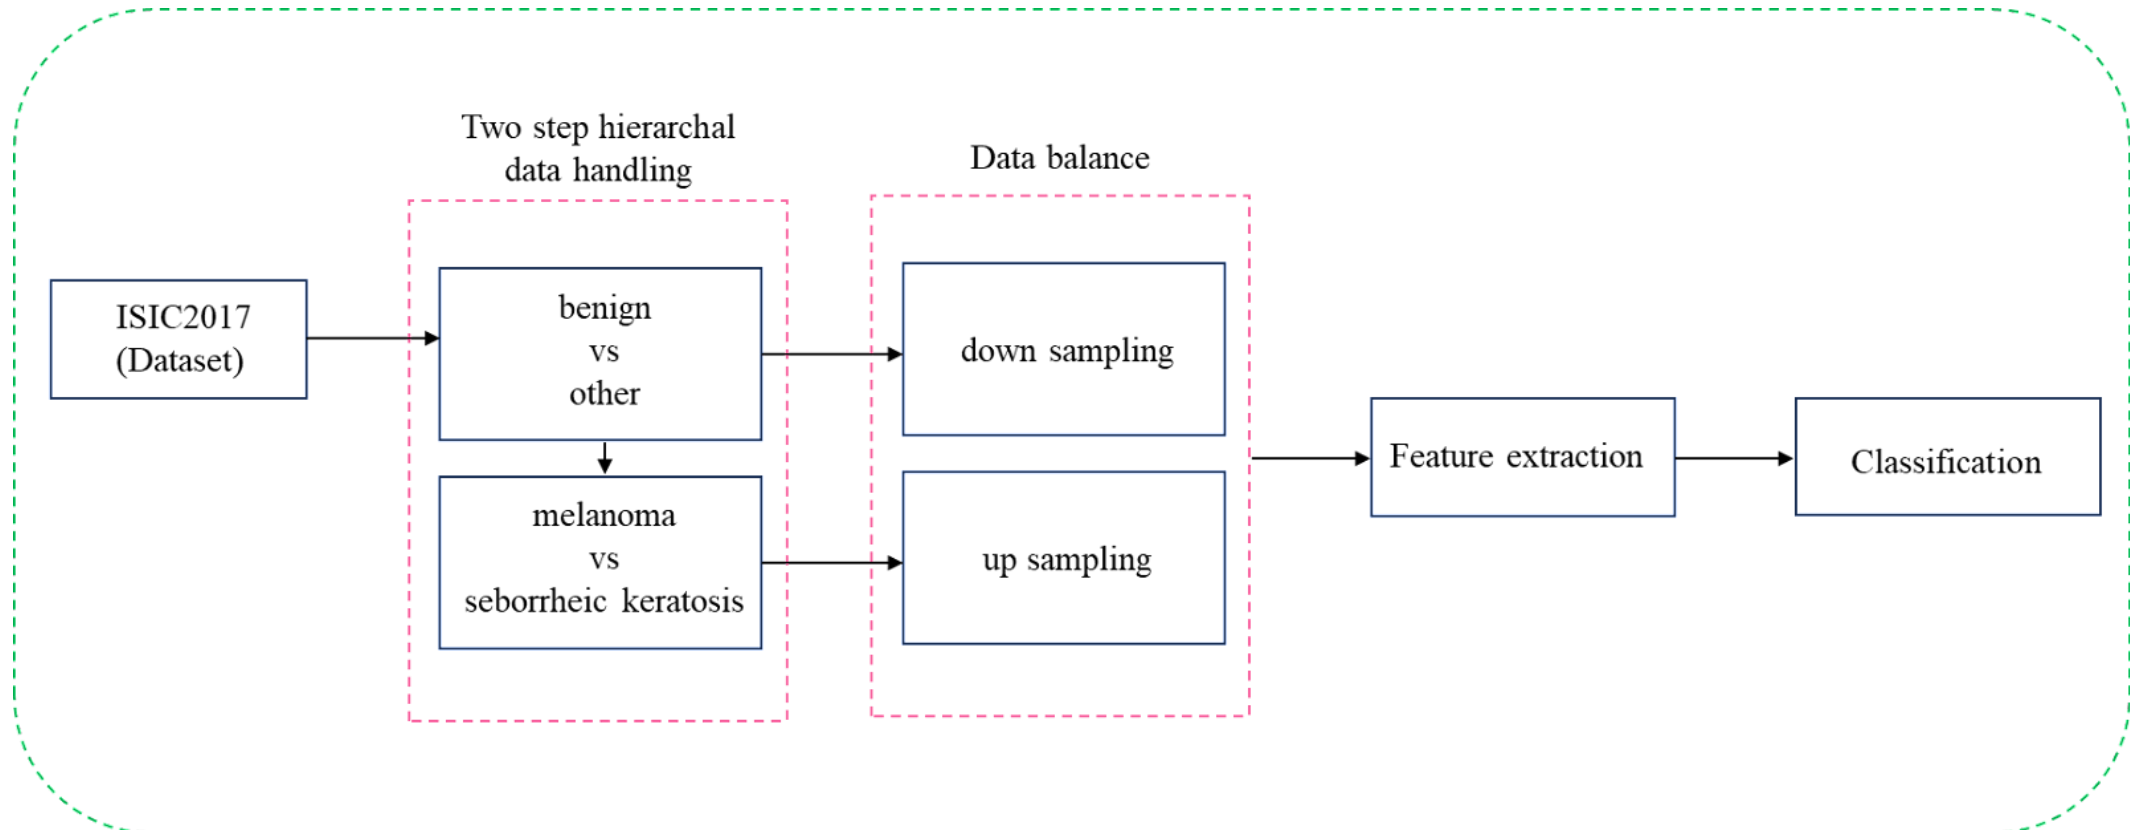 Two step hierarchal
data handling
Data balance
ISIC2017
(Dataset)
benign
vs
other
down sampling
melanoma
vs
seborrheic keratosis
up sampling
Feature extraction
Classification